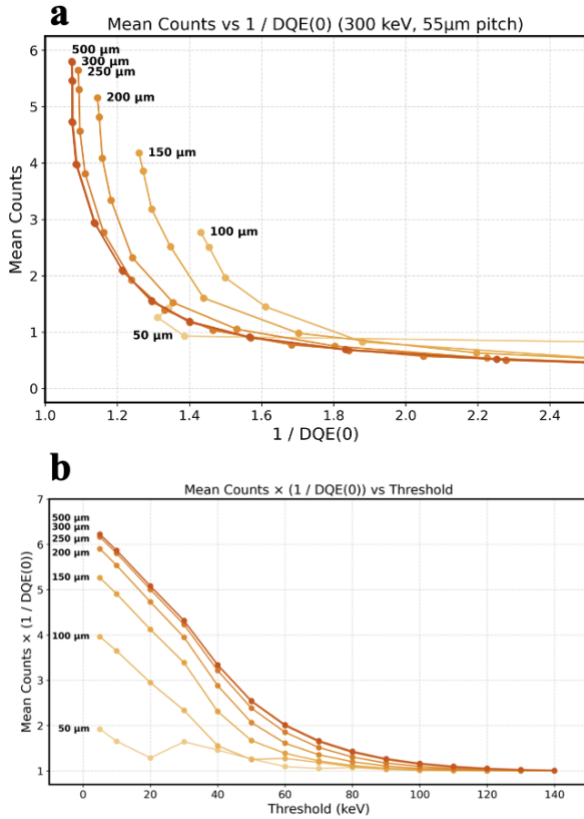 a
Mean Counts vs 1 / DQE(0) (300 keV, 55μm pitch)
6
5
4
3
2
1
0
Mean Counts
500 μm
300 μm
250 μm
200 μm
150 μm
100 μm
50 μm
1.0 1.2 1.4 1.6 1.8 2.0 2.2 2.4
1 / DQE(0)
b
Mean Counts × (1 / DQE(0)) vs Threshold
7
6
5
4
3
2
1
Mean Counts × (1 / DQE(0))
500 μm
300 μm
250 μm
200 μm
150 μm
100 μm
50 μm
0 20 40 60 80 100 120 140
Threshold (keV)